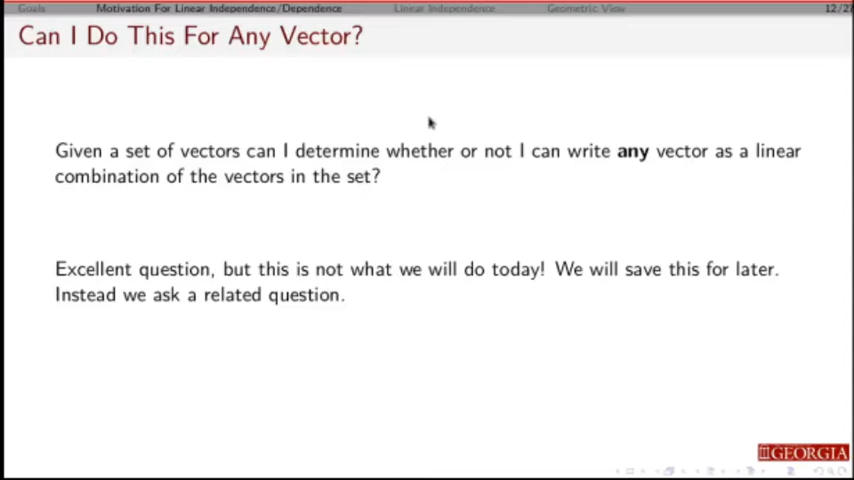 Goals Motivation For Linear Independence/Dependence Linear Independence Geometric View 12/27
Can I Do This For Any Vector?
Given a set of vectors can I determine whether or not I can write any vector as a linear
combination of the vectors in the set?
Excellent question, but this is not what we will do today! We will save this for later.
Instead we ask a related question.
GEORGIA